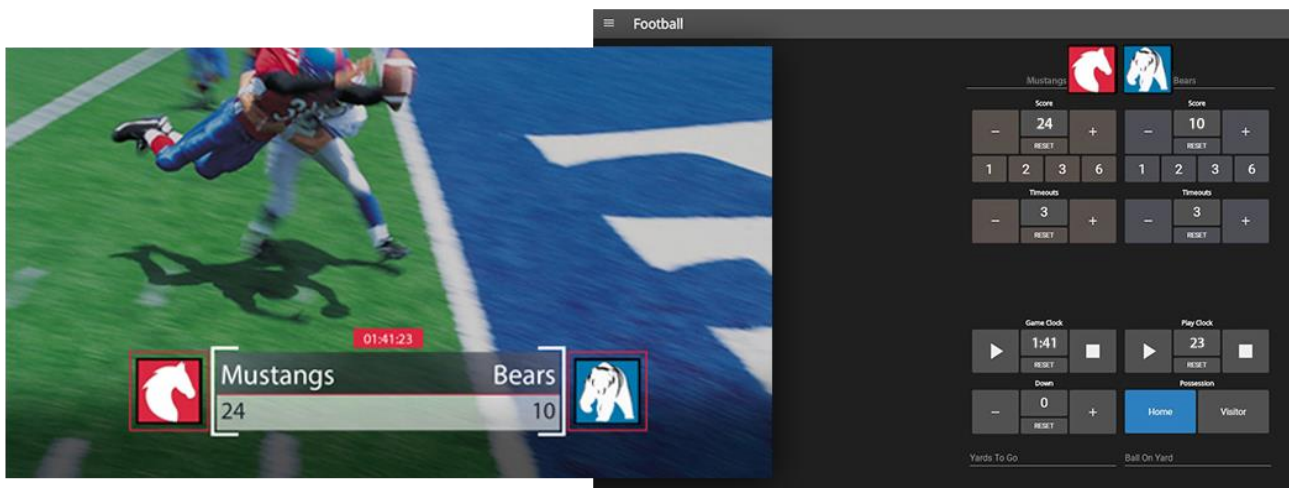 Football
Mustangs Bears
Score Score
− 24 + − 10 +
RESET RESET
1 2 3 6 1 2 3 6
Timeouts Timeouts
− 3 + − 3 +
RESET RESET
Game Clock Play Clock
1:41 23
RESET RESET
Down Possession
− 0 + Home Visitor
RESET
Yards To Go Ball On Yard
01:41:23
Mustangs Bears
24 10